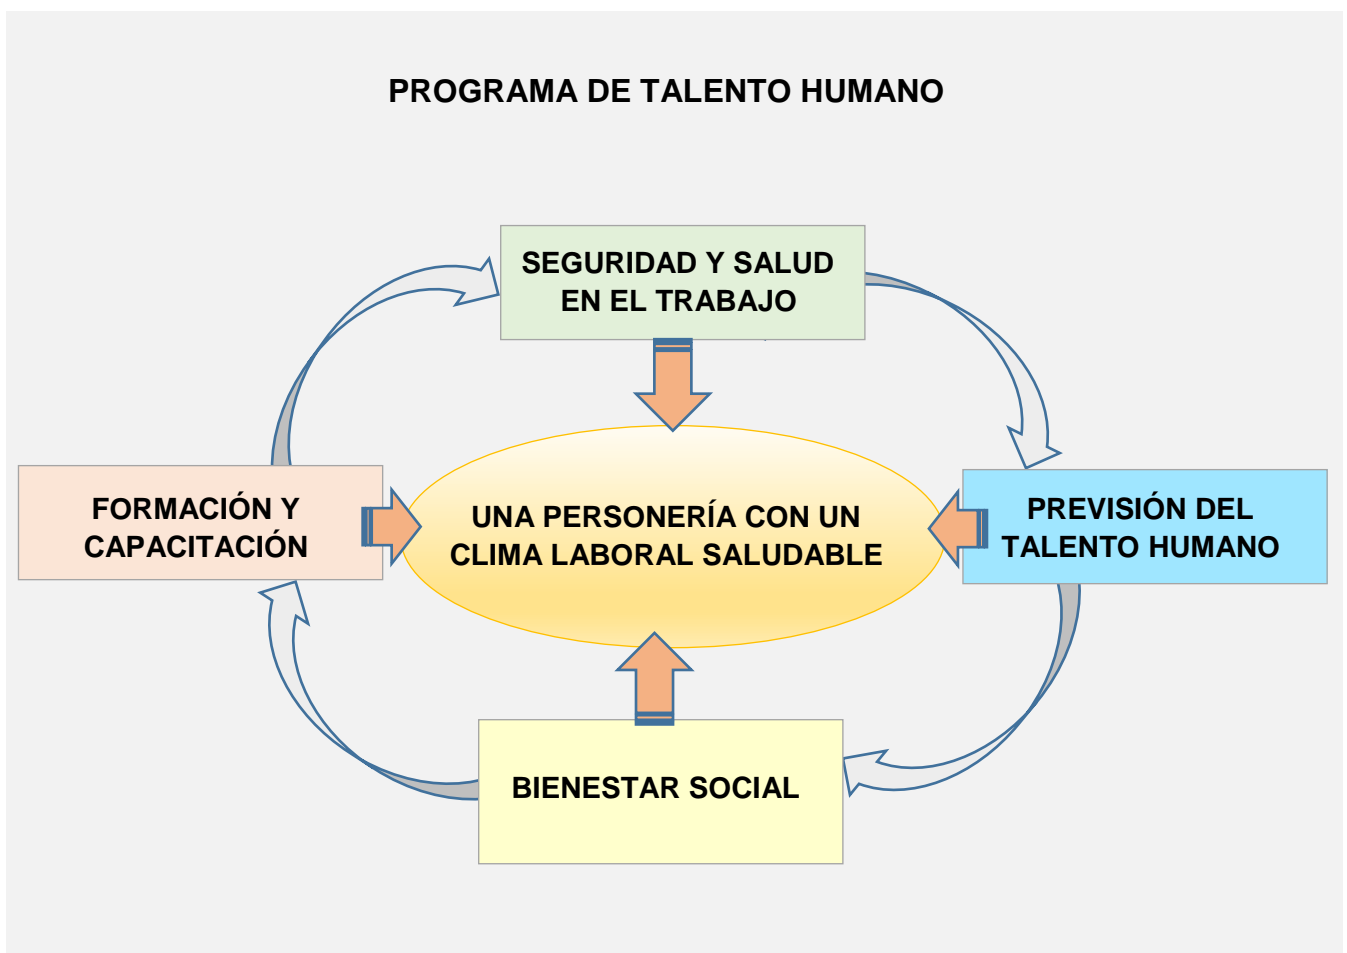 PROGRAMA DE TALENTO HUMANO
SEGURIDAD Y SALUD
EN EL TRABAJO
FORMACIÓN Y
CAPACITACIÓN
UNA PERSONERÍA CON UN
CLIMA LABORAL SALUDABLE
PREVISIÓN DEL
TALENTO HUMANO
BIENESTAR SOCIAL